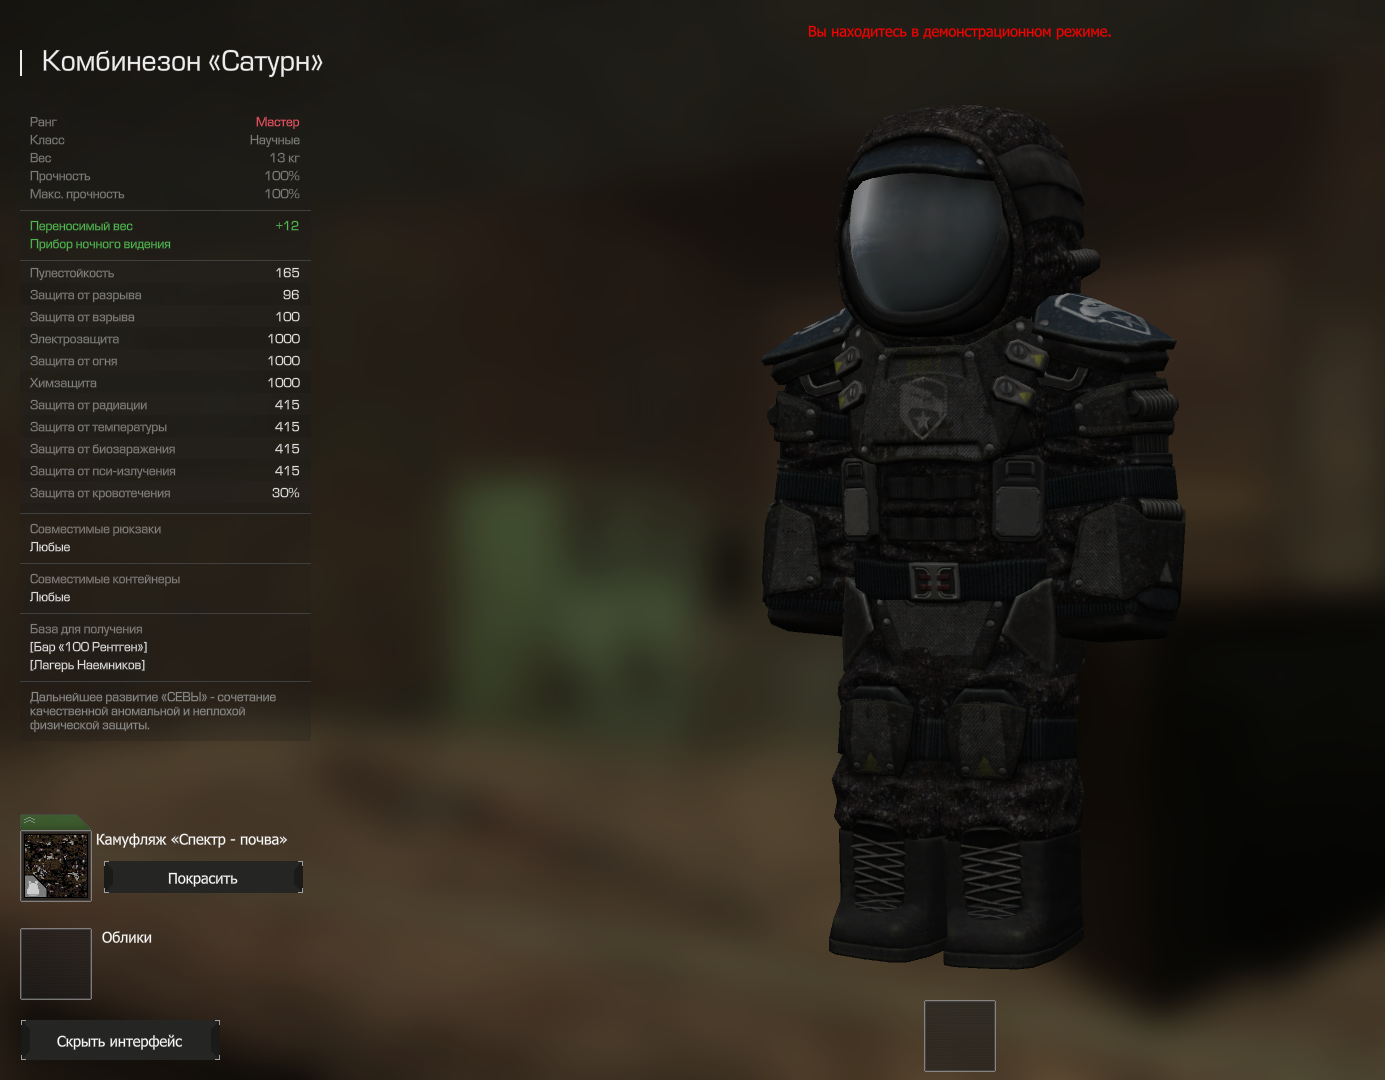 Вы находитесь в демонстрационном режиме.
Комбинезон «Сатурн»
Ранг Мастер
Класс Научные
Вес 13 кг
Прочность 100%
Макс. прочность 100%
Переносимый вес +12
Прибор ночного видения
Пулестойкость 165
Защита от разрыва 96
Защита от взрыва 100
Электрозащита 1000
Защита от огня 1000
Химзащита 1000
Защита от радиации 415
Защита от температуры 415
Защита от биозаражения 415
Защита от пси-излучения 415
Защита от кровотечения 30%
Совместимые рюкзаки
Любые
Совместимые контейнеры
Любые
База для получения
[Бар «100 Рентген»]
[Лагерь Наемников]
Дальнейшее развитие «СЕВЫ» - сочетание
качественной аномальной и неплохой
физической защиты.
Камуфляж «Спектр - почва»
Покрасить
Облики
Скрыть интерфейс